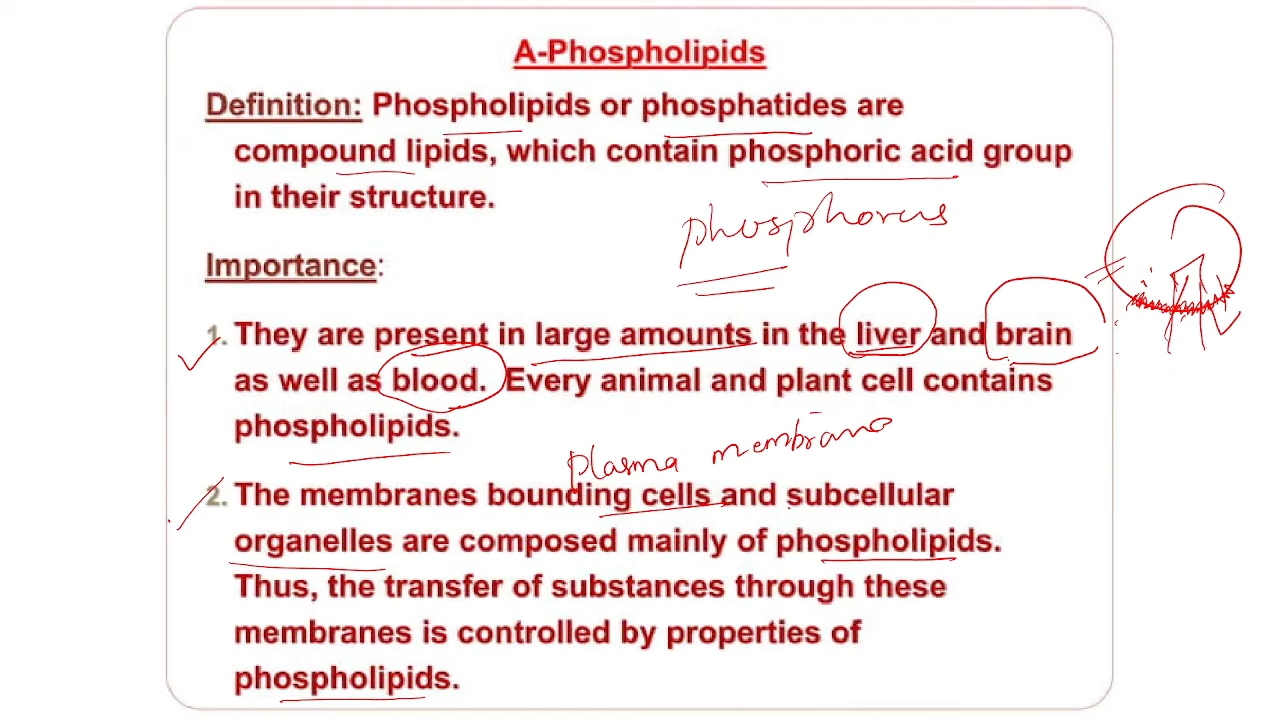 A-Phospholipids
Definition: Phospholipids or phosphatides are
compound lipids, which contain phosphoric acid group
in their structure.
phosphorus
Importance:
1. They are present in large amounts in the liver and brain
as well as blood. Every animal and plant cell contains
phospholipids.
plasma membrane
2. The membranes bounding cells and subcellular
organelles are composed mainly of phospholipids.
Thus, the transfer of substances through these
membranes is controlled by properties of
phospholipids.